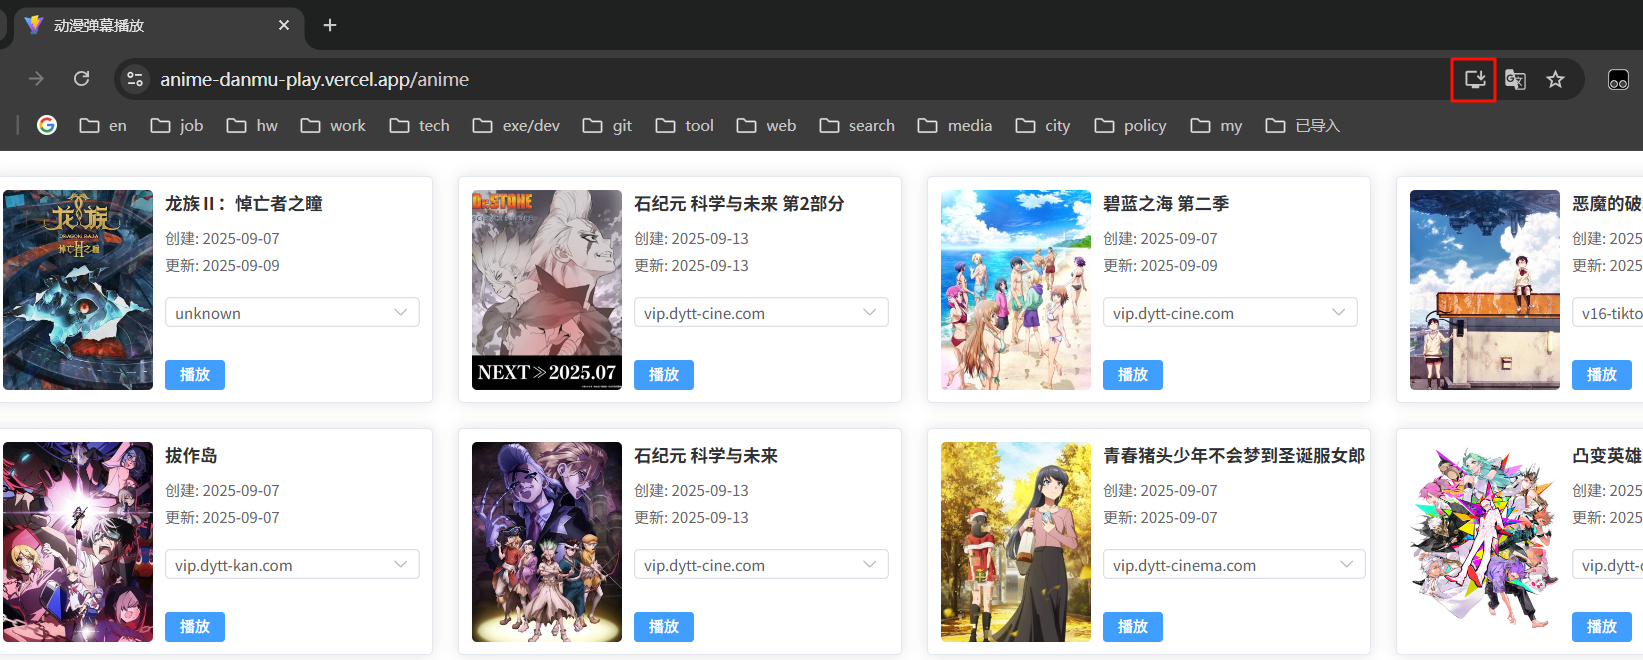 动漫弹幕播放
anime-danmu-play.vercel.app/anime
en job hw work tech exe/dev git tool web search media city policy my 已导入
龙族Ⅱ：悼亡者之瞳
创建: 2025-09-07
更新: 2025-09-09
unknown
播放
龙族
DRAGON RAJA
悼亡者之瞳
石纪元 科学与未来 第2部分
创建: 2025-09-13
更新: 2025-09-13
vip.dytt-cine.com
播放
Dr.STONE
NEXT≫2025.07
碧蓝之海 第二季
创建: 2025-09-07
更新: 2025-09-09
vip.dytt-cine.com
播放
恶魔的破
创建: 2025
更新: 2025
v16-tikto
播放
拔作岛
创建: 2025-09-07
更新: 2025-09-07
vip.dytt-kan.com
播放
石纪元 科学与未来
创建: 2025-09-13
更新: 2025-09-13
vip.dytt-cine.com
播放
青春猪头少年不会梦到圣诞服女郎
创建: 2025-09-07
更新: 2025-09-07
vip.dytt-cinema.com
播放
凸变英雄
创建: 2025
更新: 2025
vip.dytt-c
播放